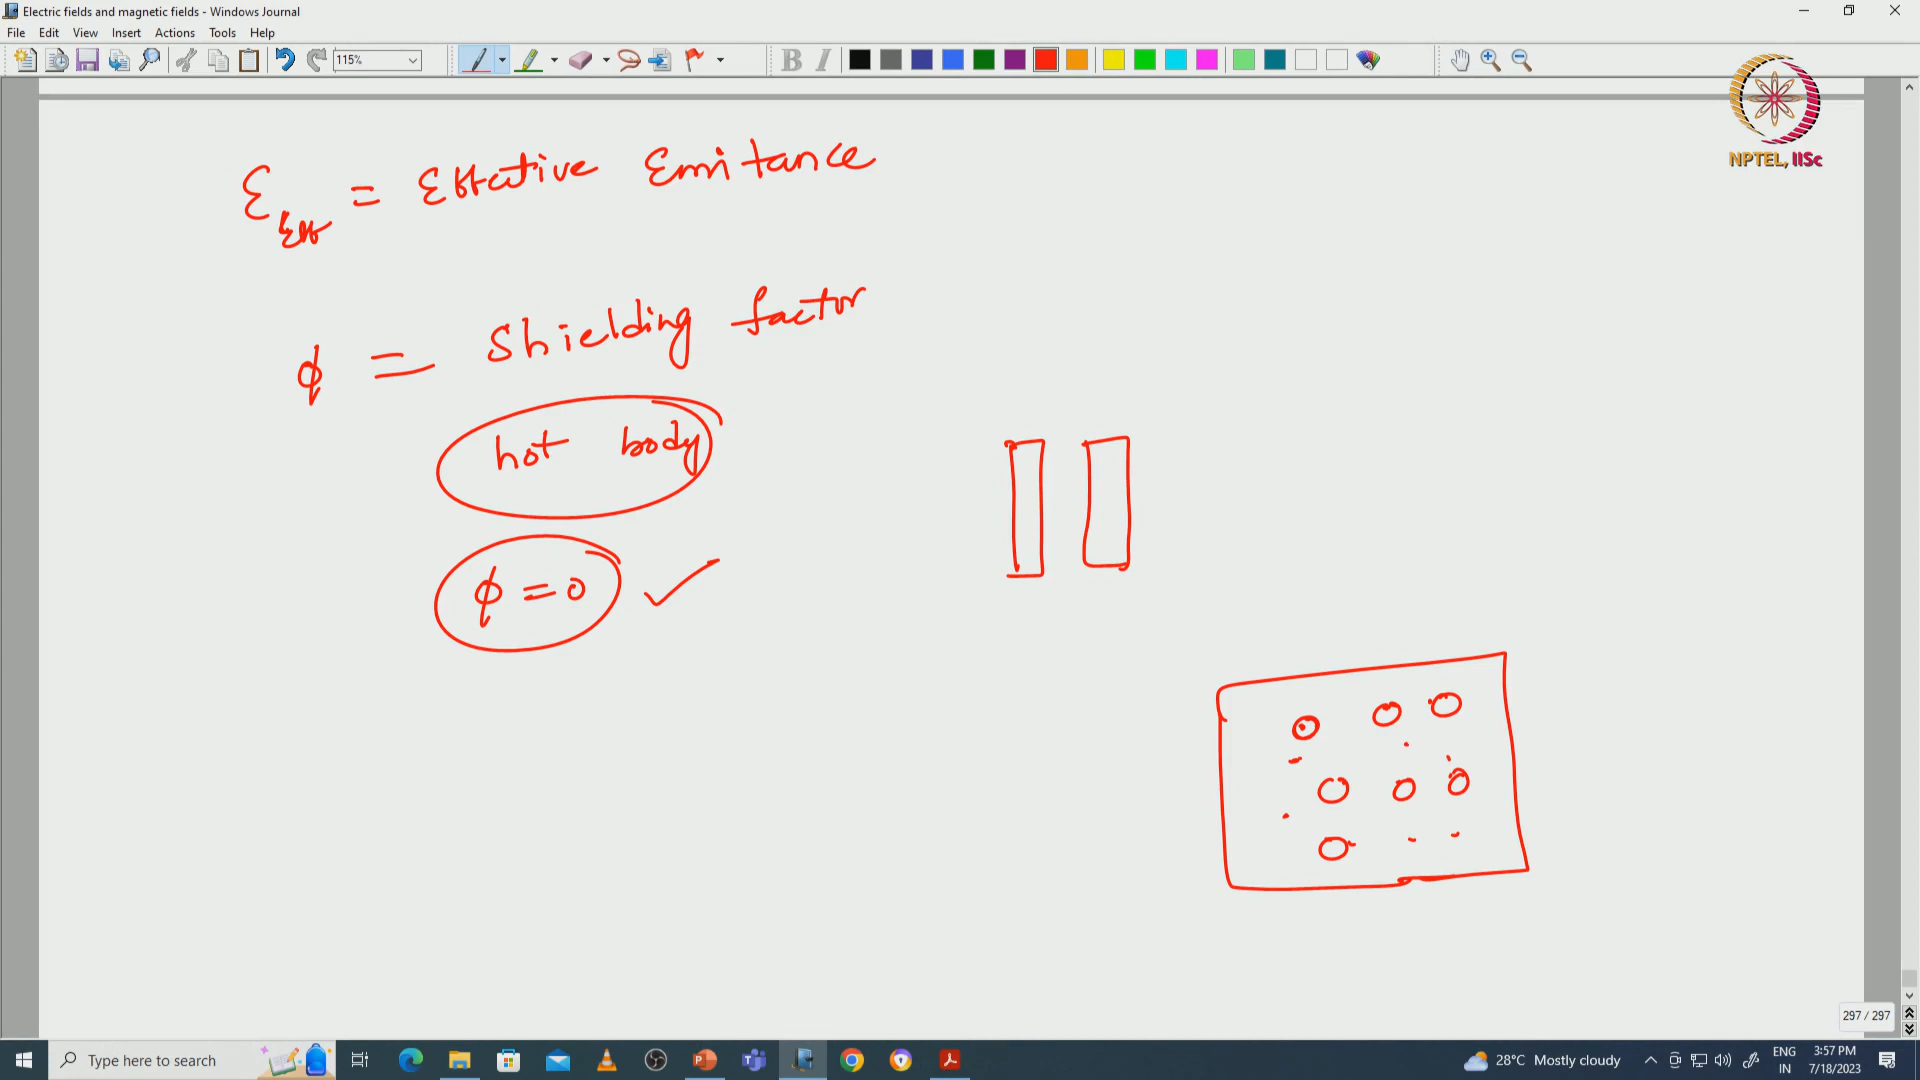 Electric fields and magnetic fields - Windows Journal
File Edit View Insert Actions Tools Help
115%
B I
NPTEL, IISc
Ɛ_Eff = Effective Emitance
ϕ = Shielding factor
hot body
ϕ = 0 ✓
297 / 297
Type here to search
28°C Mostly cloudy
ENG
IN
3:57 PM
7/18/2023